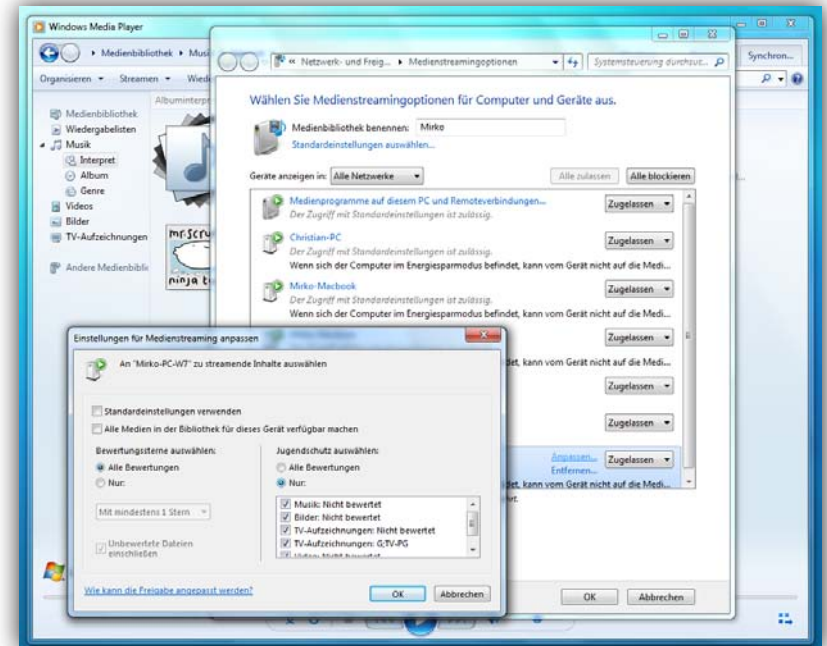 Windows Media Player
Medienbibliothek
Musi
Organisieren
Streamen
Wied
Albuminterpre
Medienbibliothek
Wiedergabelisten
Musik
Interpret
Album
Genre
Videos
Bilder
TV-Aufzeichnungen
Andere Medienbiblio
mr.scru
ninja t
Synchron...
« Netzwerk- und Freig...
Medienstreamingoptionen
Systemsteuerung durchsuc...
Wählen Sie Medienstreamingoptionen für Computer und Geräte aus.
Medienbibliothek benennen: Mirko
Standardeinstellungen auswählen...
Geräte anzeigen in: Alle Netzwerke
Alle zulassen
Alle blockieren
Medienprogramme auf diesem PC und Remoteverbindungen...
Der Zugriff mit Standardeinstellungen ist zulässig.
Zugelassen
Christian-PC
Der Zugriff mit Standardeinstellungen ist zulässig.
Wenn sich der Computer im Energiesparmodus befindet, kann vom Gerät nicht auf die Medi...
Zugelassen
Mirko-Macbook
Der Zugriff mit Standardeinstellungen ist zulässig.
Wenn sich der Computer im Energiesparmodus befindet, kann vom Gerät nicht auf die Medi...
Zugelassen
Zugelassen
det, kann vom Gerät nicht auf die Medi...
Zugelassen
Zugelassen
Anpassen...
Zugelassen
Entfernen...
det, kann vom Gerät nicht auf die Medi...
OK
Abbrechen
Einstellungen für Medienstreaming anpassen
An "Mirko-PC-W7" zu streamende Inhalte auswählen
Standardeinstellungen verwenden
Alle Medien in der Bibliothek für dieses Gerät verfügbar machen
Bewertungssterne auswählen:
Alle Bewertungen
Nur:
Mit mindestens 1 Stern
Unbewertete Dateien
einschließen
Jugendschutz auswählen:
Alle Bewertungen
Nur:
Musik: Nicht bewertet
Bilder: Nicht bewertet
TV-Aufzeichnungen: Nicht bewertet
TV-Aufzeichnungen: G;TV-PG
Wie kann die Freigabe angepasst werden?
OK
Abbrechen